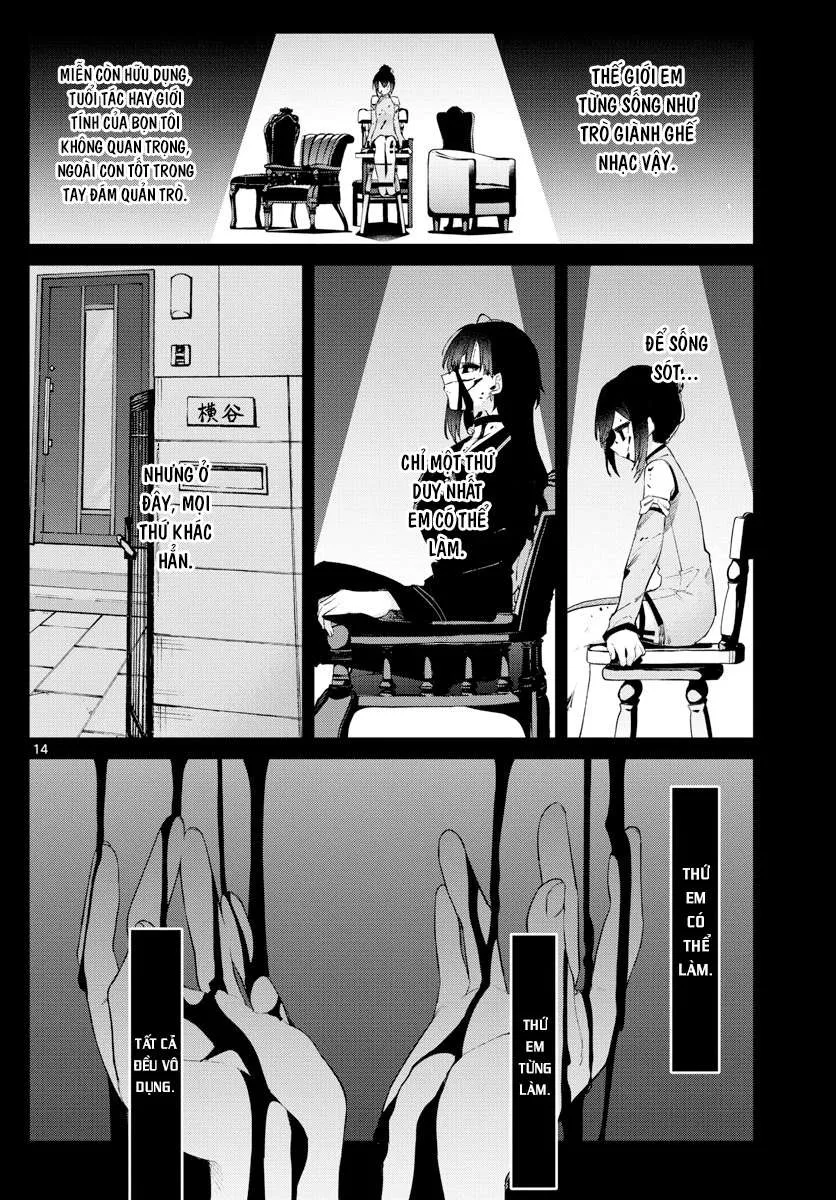 THẾ GIỚI EM
TỪNG SỐNG NHƯ
TRÒ GIÀNH GHẾ
NHẠC VẬY.
MIỄN CÒN HỮU DỤNG,
TUỔI TÁC HAY GIỚI
TÍNH CỦA BỌN TÔI
KHÔNG QUAN TRỌNG,
NGOÀI CON TỐT TRONG
TAY ĐÁM QUẢN TRÒ.
ĐỂ SỐNG
SÓT...
CHỈ MỘT THỨ
DUY NHẤT
EM CÓ THỂ
LÀM.
横谷
NHƯNG Ở
ĐÂY, MỌI
THỨ KHÁC
HẲN.
14
THỨ
EM
CÓ
THỂ
LÀM.
THỨ
EM
TỪNG LÀM.
TẤT CẢ
ĐỀU VÔ
DỤNG.